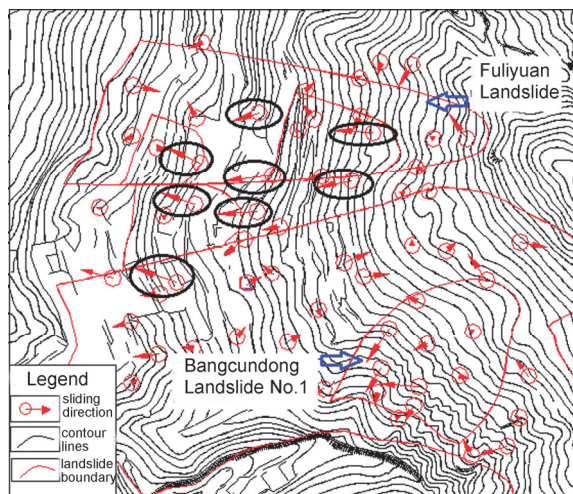 Fuliyuan
Landslide
Bangcundong
Landslide No.1
Legend
sliding
direction
contour
lines
landslide
boundary